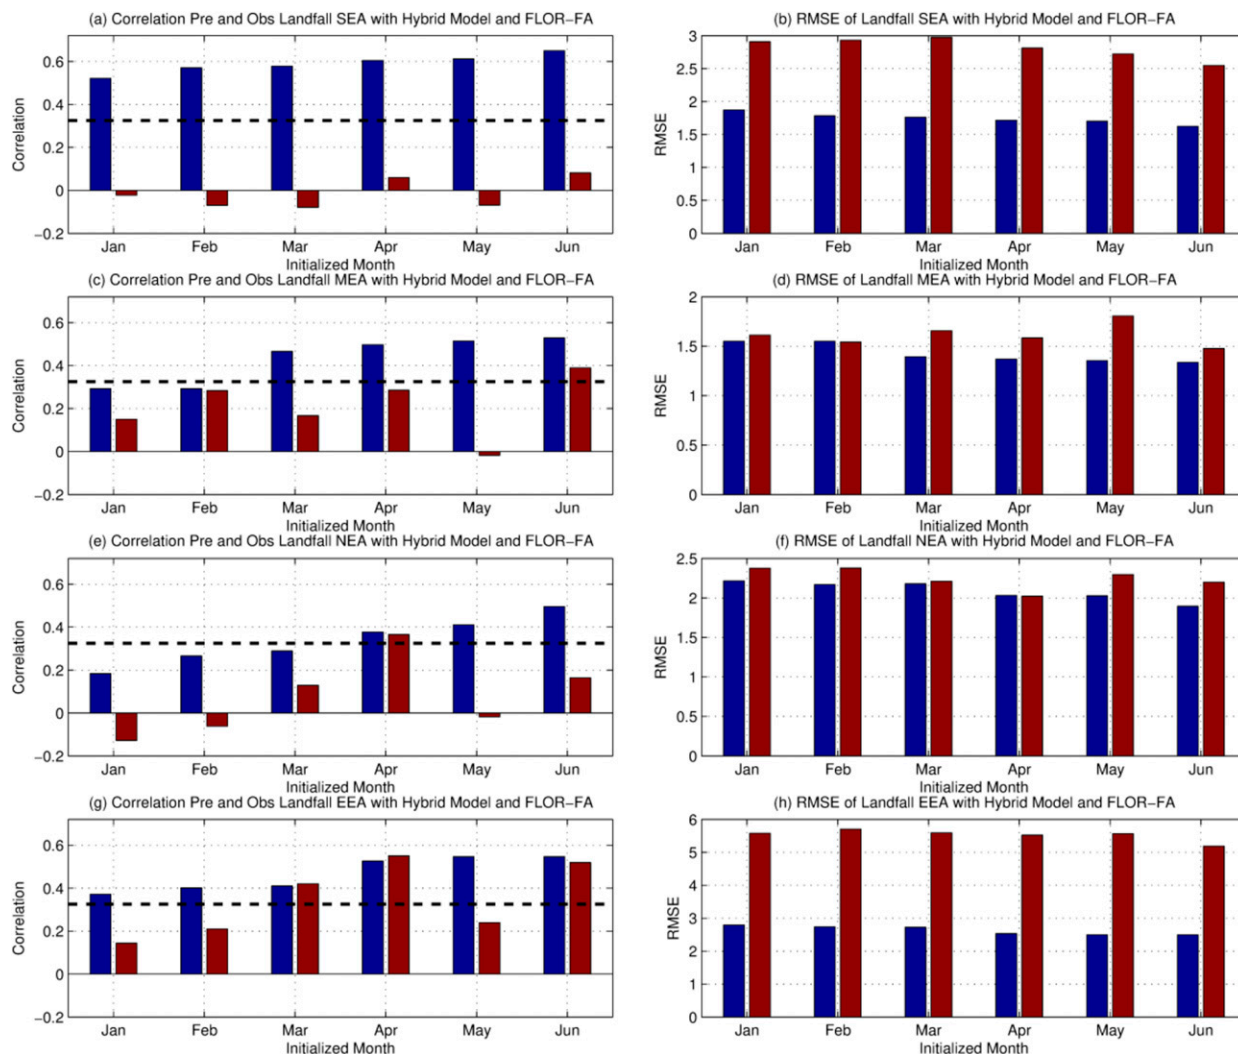 (a) Correlation Pre and Obs Landfall SEA with Hybrid Model and FLOR−FA
Correlation
0.6
0.4
0.2
0
−0.2
Jan Feb Mar Apr May Jun
Initialized Month
(b) RMSE of Landfall SEA with Hybrid Model and FLOR−FA
RMSE
3
2.5
2
1.5
1
0.5
0
Jan Feb Mar Apr May Jun
Initialized Month
(c) Correlation Pre and Obs Landfall MEA with Hybrid Model and FLOR−FA
Correlation
0.6
0.4
0.2
0
−0.2
Jan Feb Mar Apr May Jun
Initialized Month
(d) RMSE of Landfall MEA with Hybrid Model and FLOR−FA
RMSE
2
1.5
1
0.5
0
Jan Feb Mar Apr May Jun
Initialized Month
(e) Correlation Pre and Obs Landfall NEA with Hybrid Model and FLOR−FA
Correlation
0.6
0.4
0.2
0
−0.2
Jan Feb Mar Apr May Jun
Initialized Month
(f) RMSE of Landfall NEA with Hybrid Model and FLOR−FA
RMSE
2.5
2
1.5
1
0.5
0
Jan Feb Mar Apr May Jun
Initialized Month
(g) Correlation Pre and Obs Landfall EEA with Hybrid Model and FLOR−FA
Correlation
0.6
0.4
0.2
0
−0.2
Jan Feb Mar Apr May Jun
Initialized Month
(h) RMSE of Landfall EEA with Hybrid Model and FLOR−FA
RMSE
6
5
4
3
2
1
0
Jan Feb Mar Apr May Jun
Initialized Month